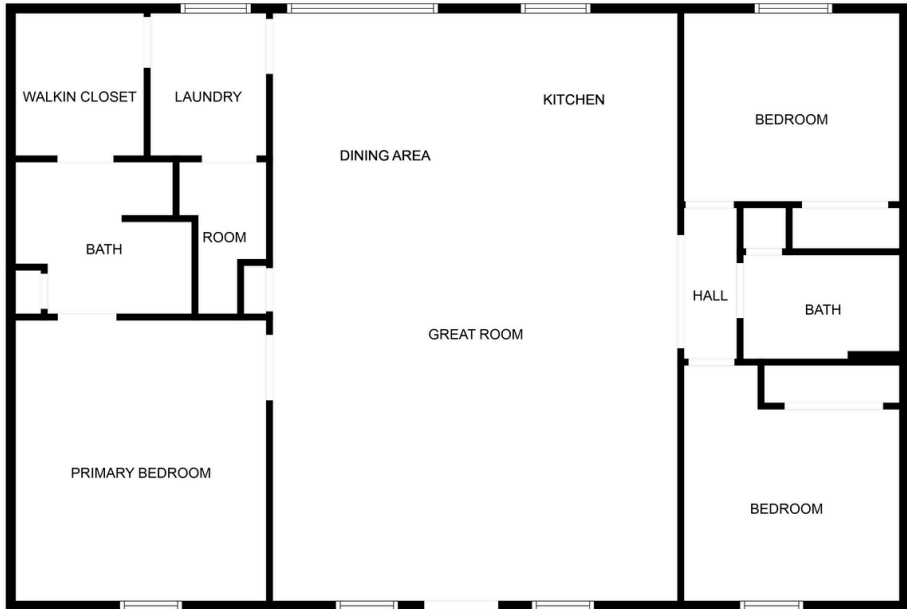 WALKIN CLOSET
LAUNDRY
KITCHEN
DINING AREA
BEDROOM
BATH
ROOM
HALL
BATH
GREAT ROOM
PRIMARY BEDROOM
BEDROOM